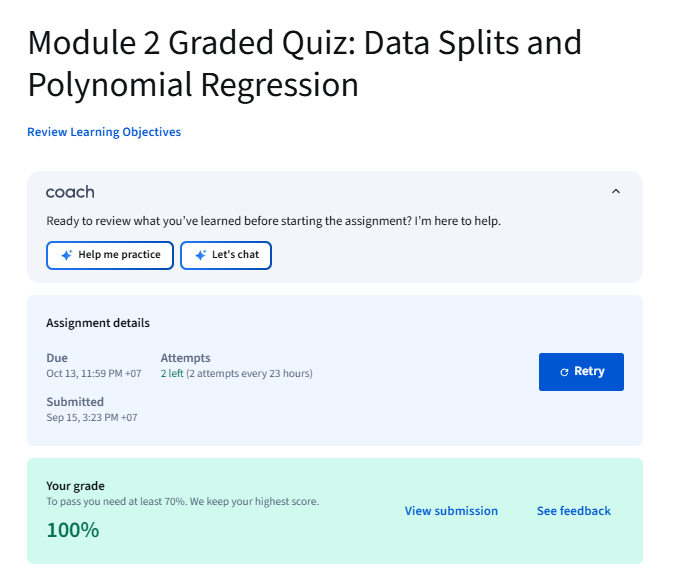 Module 2 Graded Quiz: Data Splits and
Polynomial Regression
Review Learning Objectives
coach
Ready to review what you've learned before starting the assignment? I'm here to help.
Help me practice
Let's chat
Assignment details
Due
Oct 13, 11:59 PM +07
Attempts
2 left (2 attempts every 23 hours)
Retry
Submitted
Sep 15, 3:23 PM +07
Your grade
To pass you need at least 70%. We keep your highest score.
100%
View submission
See feedback